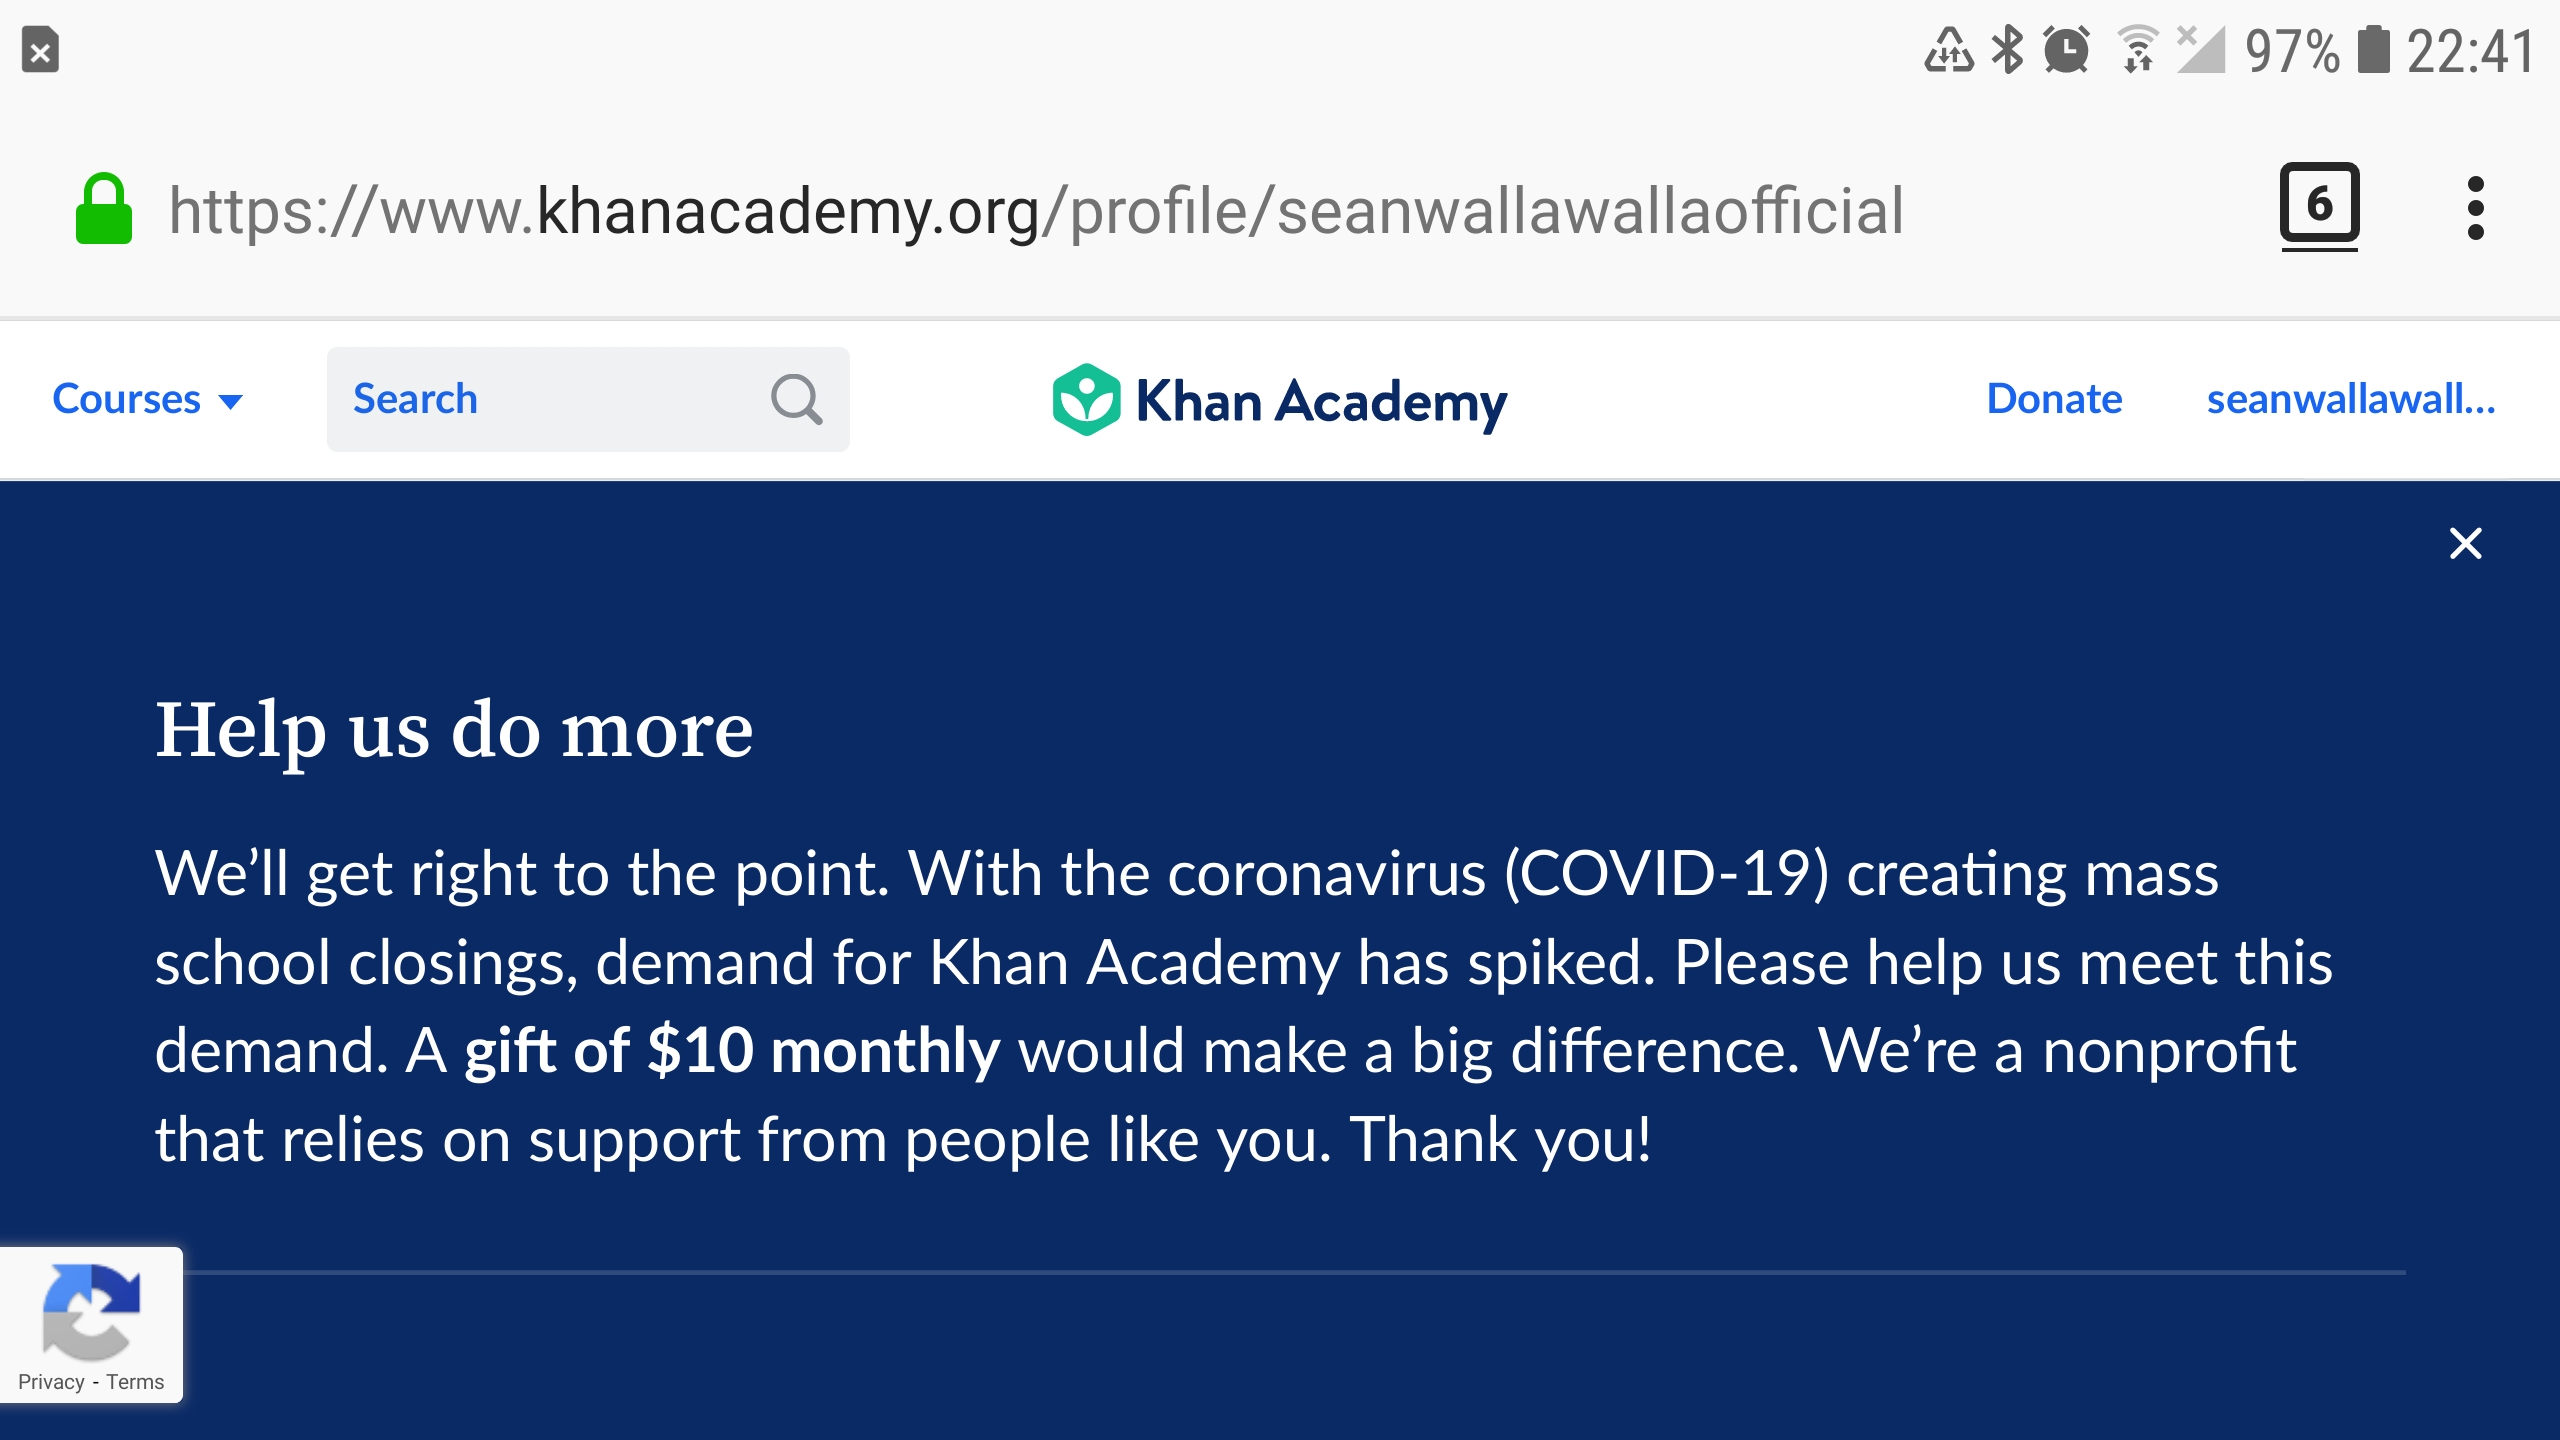 97% 22:41
https://www.khanacademy.org/profile/seanwallawallaofficial 6
Courses Search Khan Academy Donate seanwallawall...
Help us do more
We’ll get right to the point. With the coronavirus (COVID-19) creating mass
school closings, demand for Khan Academy has spiked. Please help us meet this
demand. A gift of $10 monthly would make a big difference. We’re a nonprofit
that relies on support from people like you. Thank you!
Privacy - Terms